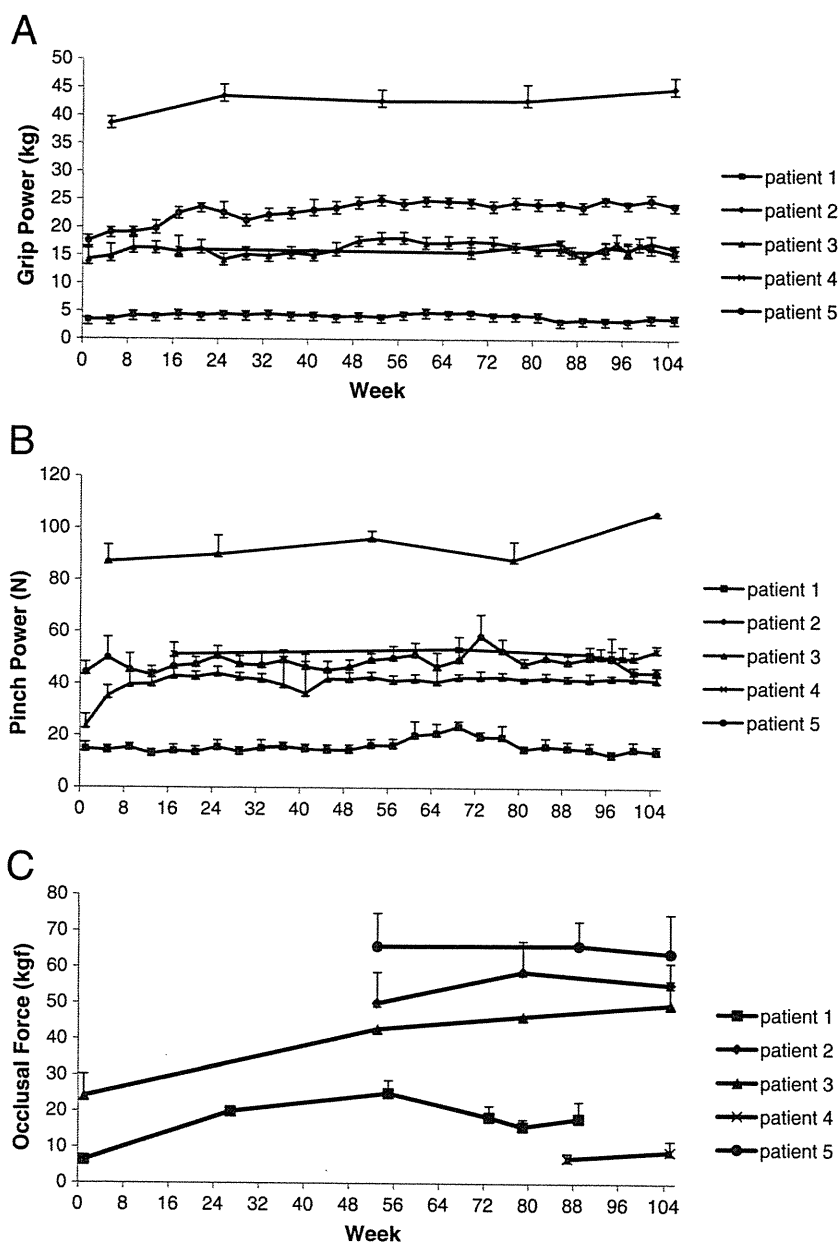 A
Grip Power (kg)
50
45
40
35
30
25
20
15
10
5
0
0 8 16 24 32 40 48 56 64 72 80 88 96 104
Week
patient 1
patient 2
patient 3
patient 4
patient 5
B
Pinch Power (N)
120
100
80
60
40
20
0
0 8 16 24 32 40 48 56 64 72 80 88 96 104
patient 1
patient 2
patient 3
patient 4
patient 5
C
Occlusal Force (kgf)
80
70
60
50
40
30
20
10
0
0 8 16 24 32 40 48 56 64 72 80 88 96 104
Week
patient 1
patient 2
patient 3
patient 4
patient 5